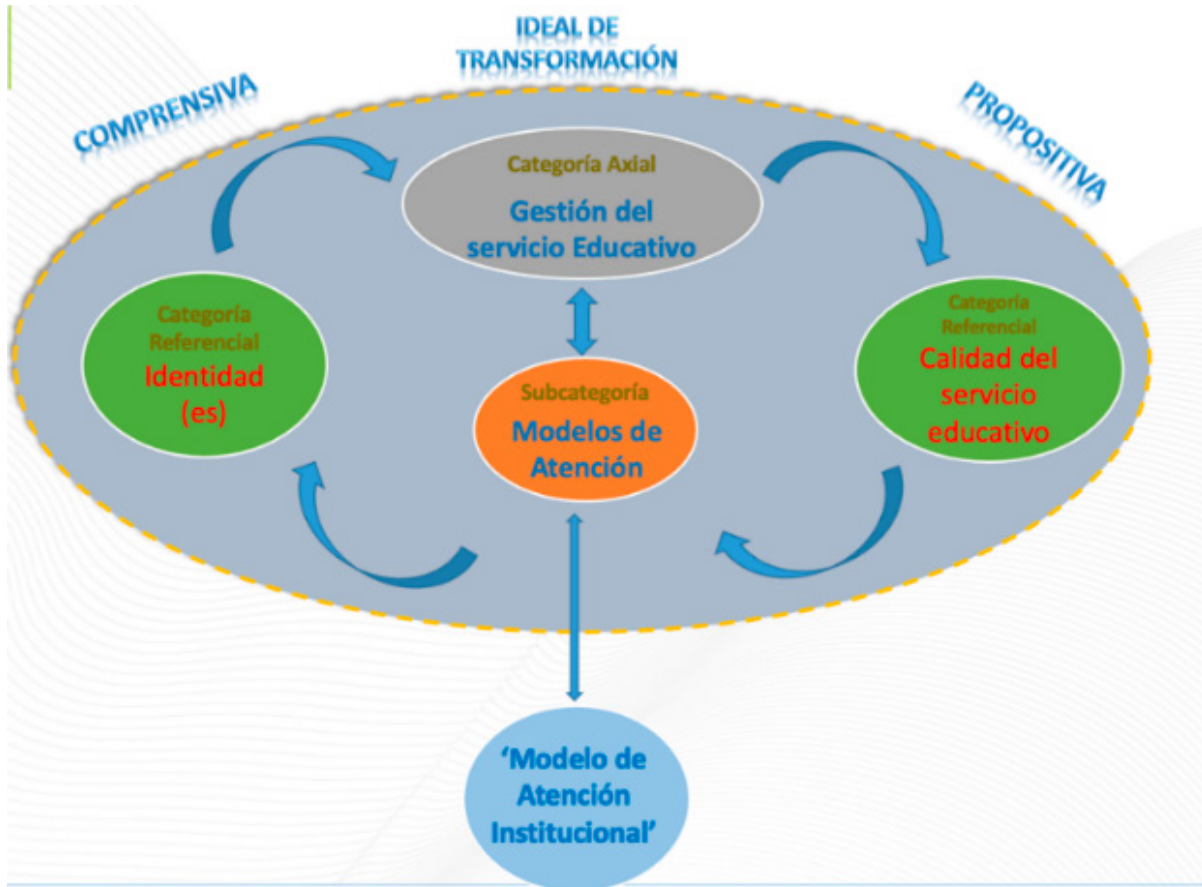 IDEAL DE
TRANSFORMACIÓN
COMPRENSIVA
PROPOSITIVA
Categoría Axial
Gestión del
servicio Educativo
Categoría
Referencial
Identidad
(es)
Categoría
Referencial
Calidad del
servicio
educativo
Subcategoría
Modelos de
Atención
‘Modelo de
Atención
Institucional’